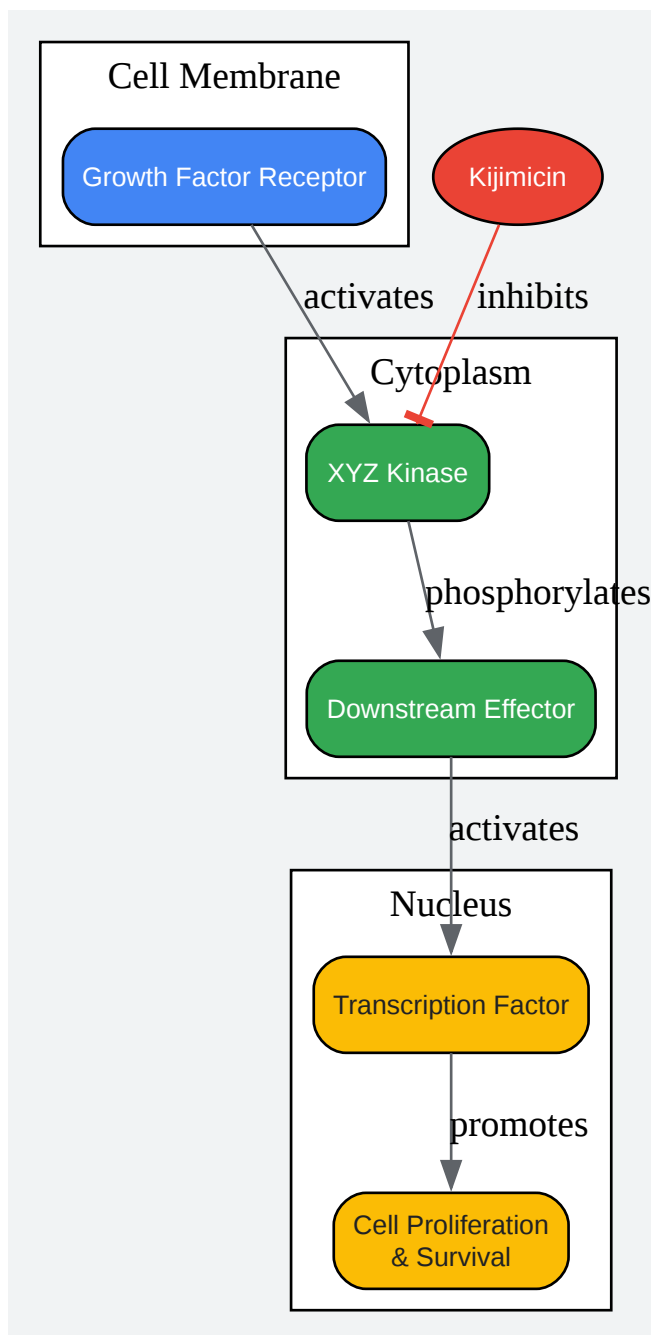 Cell Membrane
Growth Factor Receptor
Kijimicin
activates
inhibits
Cytoplasm
XYZ Kinase
phosphorylates
Downstream Effector
activates
Nucleus
Transcription Factor
promotes
Cell Proliferation
& Survival